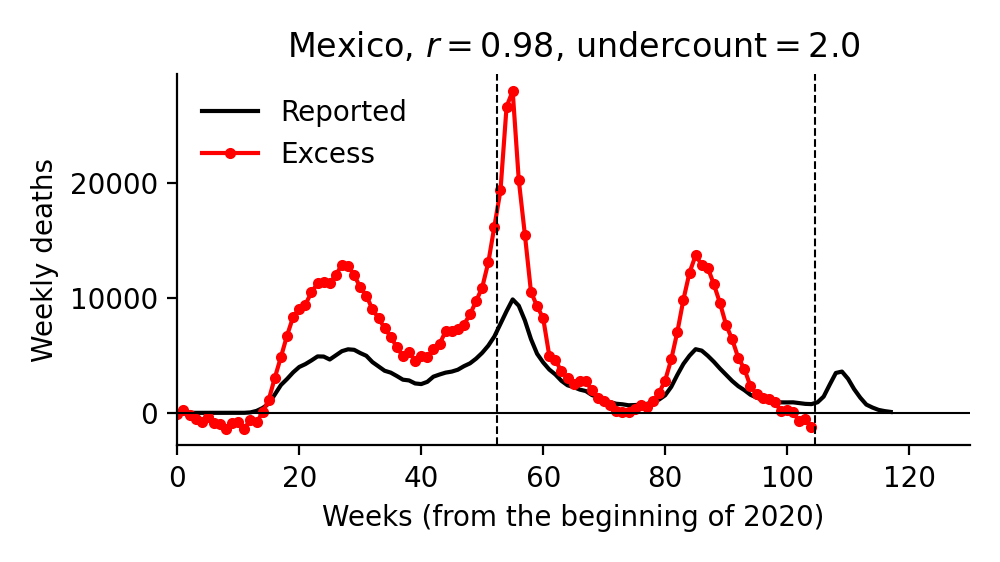 Mexico, r = 0.98, undercount = 2.0
Reported
Excess
Weekly deaths
20000
10000
0
0 20 40 60 80 100 120
Weeks (from the beginning of 2020)